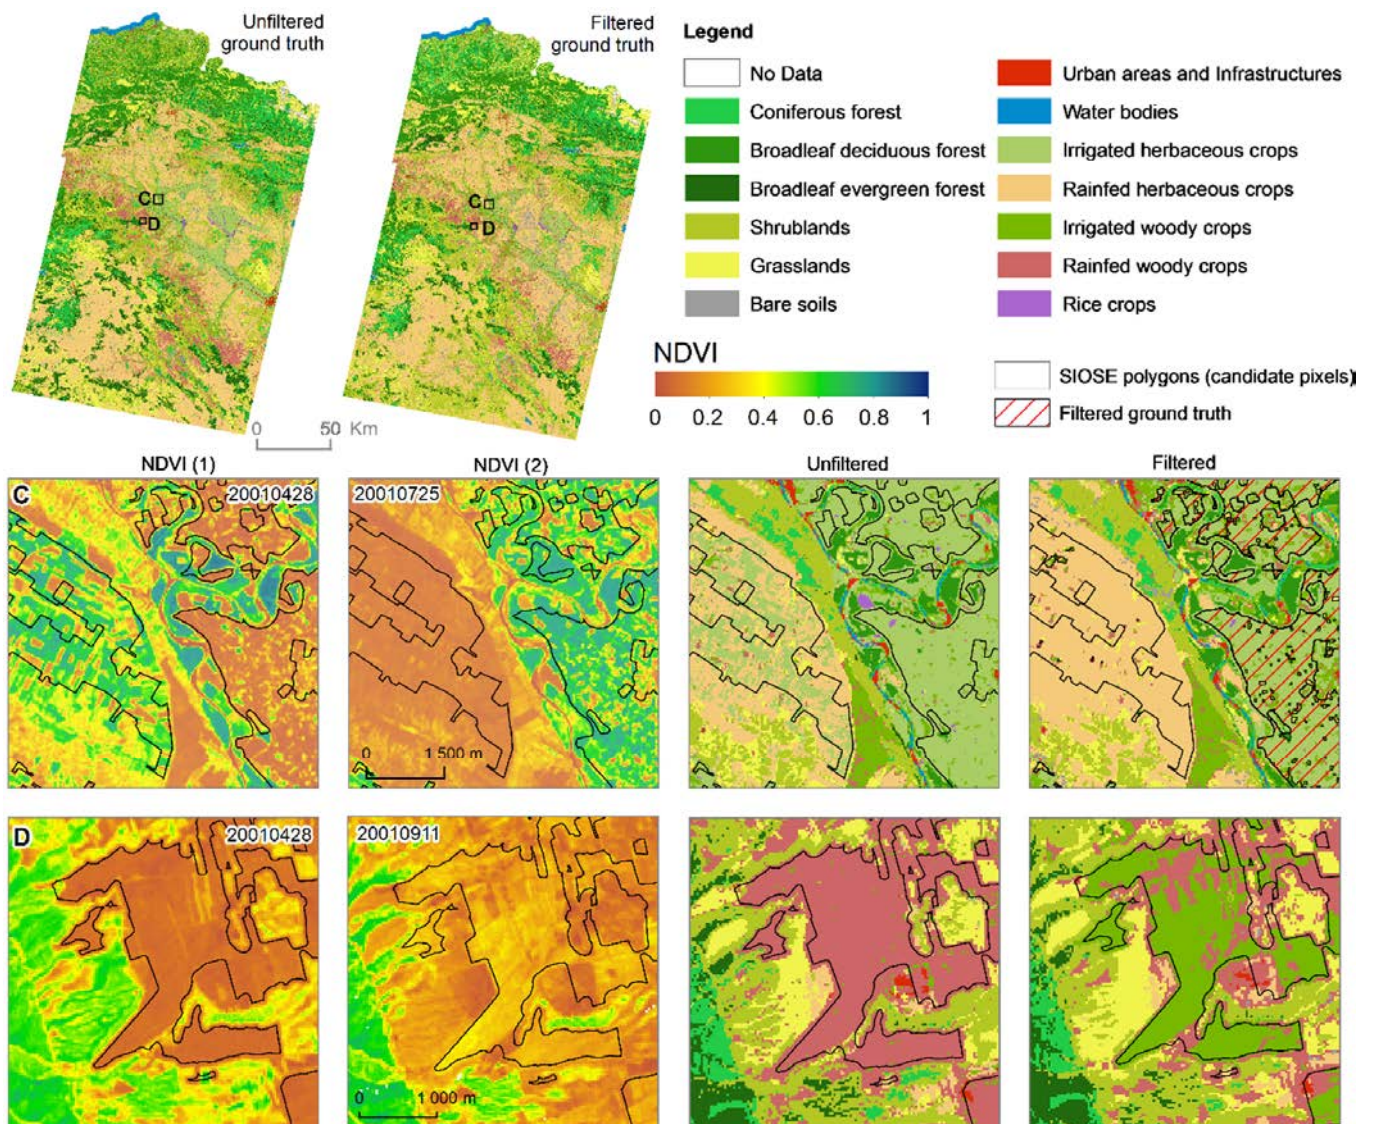 Unfiltered
ground truth
Filtered
ground truth
C
D
C
D
0 50 Km
Legend
No Data
Coniferous forest
Broadleaf deciduous forest
Broadleaf evergreen forest
Shrublands
Grasslands
Bare soils
Urban areas and Infrastructures
Water bodies
Irrigated herbaceous crops
Rainfed herbaceous crops
Irrigated woody crops
Rainfed woody crops
Rice crops
NDVI
0 0.2 0.4 0.6 0.8 1
SIOSE polygons (candidate pixels)
Filtered ground truth
NDVI (1) NDVI (2) Unfiltered Filtered
C 20010428 20010725
0 1 500 m
D 20010428 20010911
0 1 000 m